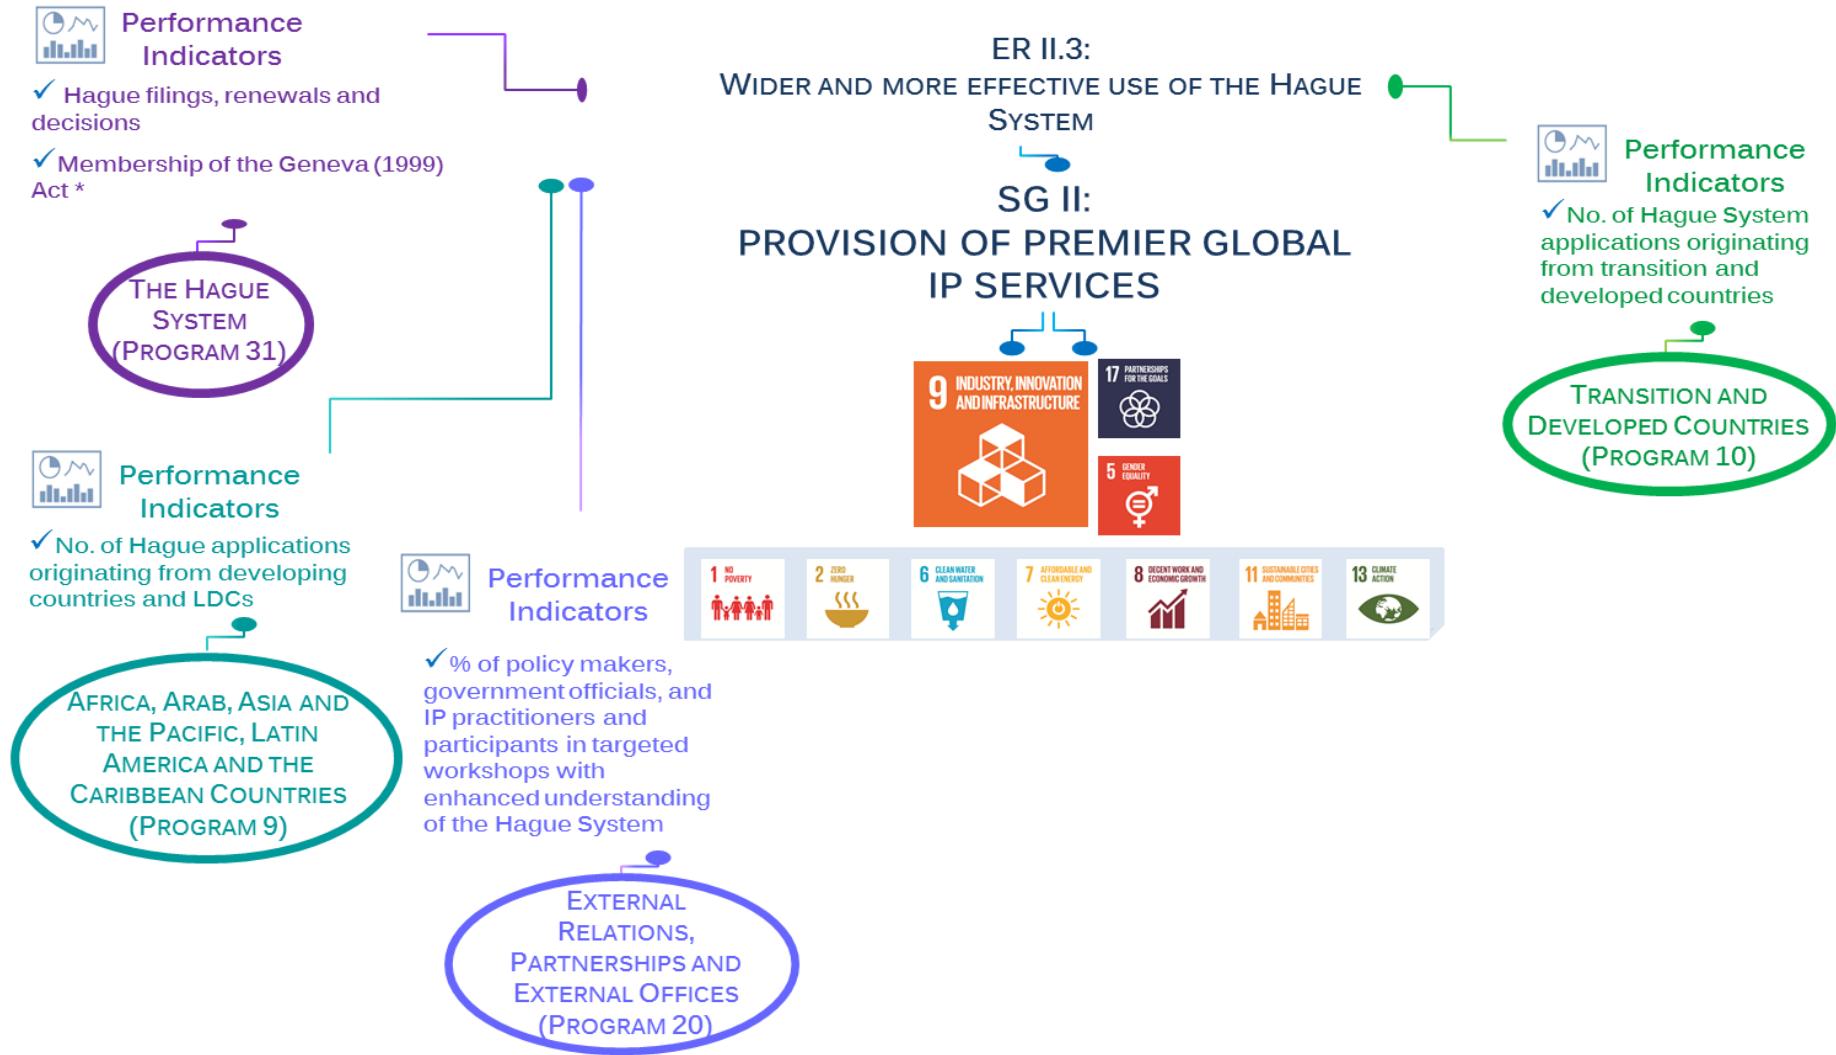 Performance
Indicators
✓ Hague filings, renewals and
decisions
✓Membership of the Geneva (1999)
Act *
THE HAGUE
SYSTEM
(PROGRAM 31)
ER II.3:
WIDER AND MORE EFFECTIVE USE OF THE HAGUE
SYSTEM
SG II:
PROVISION OF PREMIER GLOBAL
IP SERVICES
9 INDUSTRY, INNOVATION
AND INFRASTRUCTURE
17 PARTNERSHIPS
FOR THE GOALS
5 GENDER
EQUALITY
1 NO
POVERTY
2 ZERO
HUNGER
6 CLEAN WATER
AND SANITATION
7 AFFORDABLE AND
CLEAN ENERGY
8 DECENT WORK AND
ECONOMIC GROWTH
11 SUSTAINABLE CITIES
AND COMMUNITIES
13 CLIMATE
ACTION
Performance
Indicators
✓No. of Hague System
applications originating
from transition and
developed countries
TRANSITION AND
DEVELOPED COUNTRIES
(PROGRAM 10)
Performance
Indicators
✓No. of Hague applications
originating from developing
countries and LDCs
AFRICA, ARAB, ASIA AND
THE PACIFIC, LATIN
AMERICA AND THE
CARIBBEAN COUNTRIES
(PROGRAM 9)
Performance
Indicators
✓% of policy makers,
government officials, and
IP practitioners and
participants in targeted
workshops with
enhanced understanding
of the Hague System
EXTERNAL
RELATIONS,
PARTNERSHIPS AND
EXTERNAL OFFICES
(PROGRAM 20)